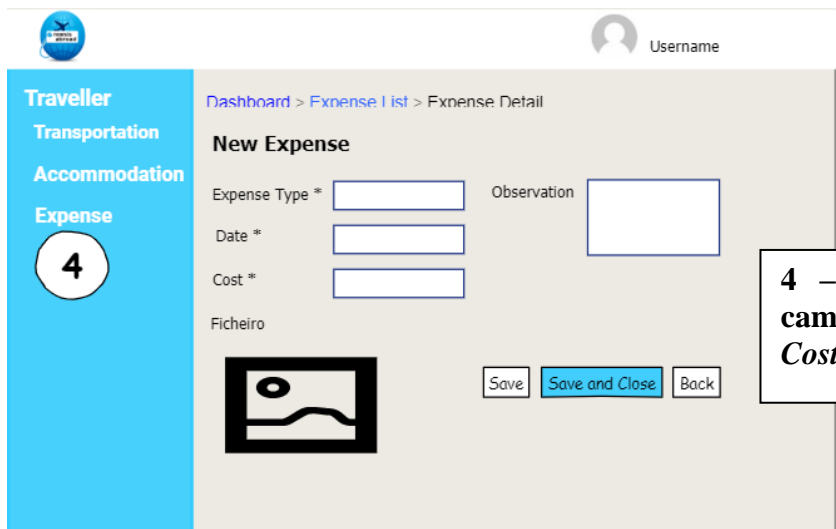 Username
Traveller
Transportation
Accommodation
Expense
4
Dashboard > Expense List > Expense Detail
New Expense
Expense Type *
Observation
Date *
Cost *
Ficheiro
Save
Save and Close
Back
4 –
cam
Cost